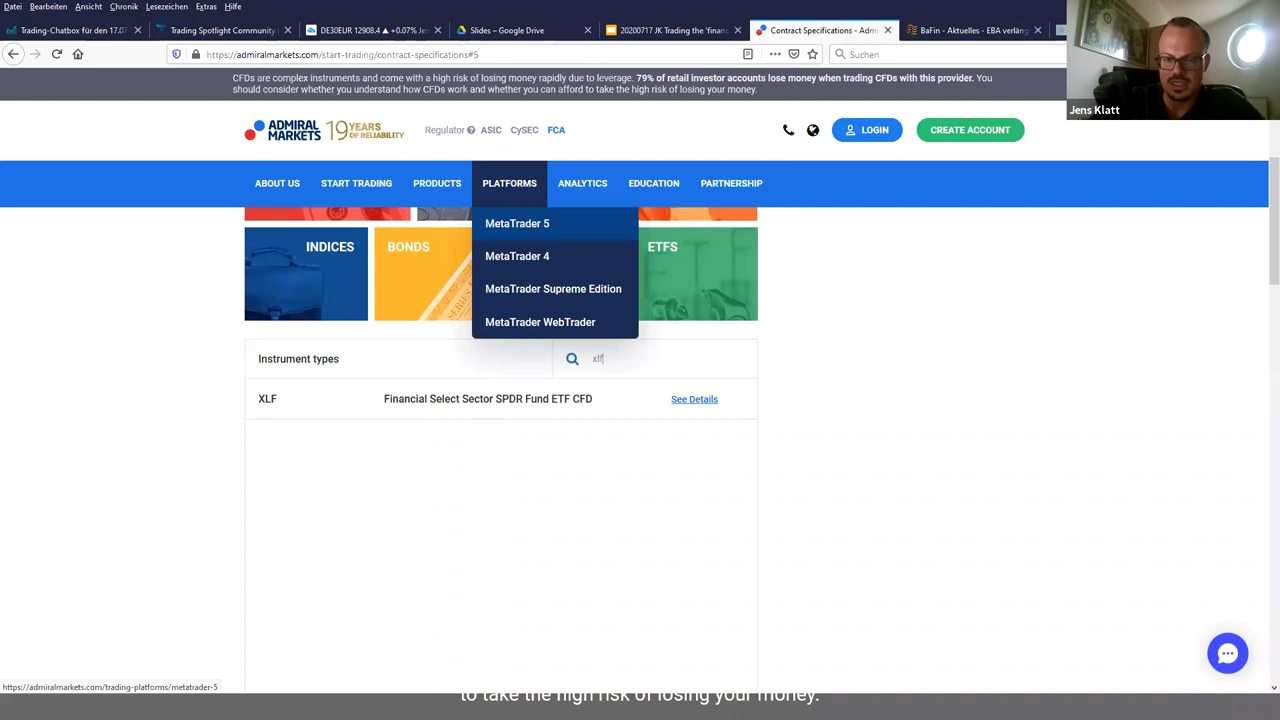 Datei Bearbeiten Ansicht Chronik Lesezeichen Extras Hilfe
Trading-Chatbox für den 17.07
Trading Spotlight Community
DE30EUR 12908.4 ▲ +0.07% Jen
Slides – Google Drive
20200717 JK Trading the 'financ
Contract Specifications - Admi
BaFin - Aktuelles - EBA verläng
https://admiralmarkets.com/start-trading/contract-specifications#5
Suchen
CFDs are complex instruments and come with a high risk of losing money rapidly due to leverage. 79% of retail investor accounts lose money when trading CFDs with this provider. You
should consider whether you understand how CFDs work and whether you can afford to take the high risk of losing your money.
Jens Klatt
ADMIRAL MARKETS
19 YEARS OF RELIABILITY
Regulator ASIC CySEC FCA
LOGIN
CREATE ACCOUNT
ABOUT US START TRADING PRODUCTS PLATFORMS ANALYTICS EDUCATION PARTNERSHIP
MetaTrader 5
MetaTrader 4
MetaTrader Supreme Edition
MetaTrader WebTrader
INDICES
BONDS
ETFS
Instrument types
xlf
XLF Financial Select Sector SPDR Fund ETF CFD See Details
https://admiralmarkets.com/trading-platforms/metatrader-5
to take the high risk of losing your money.